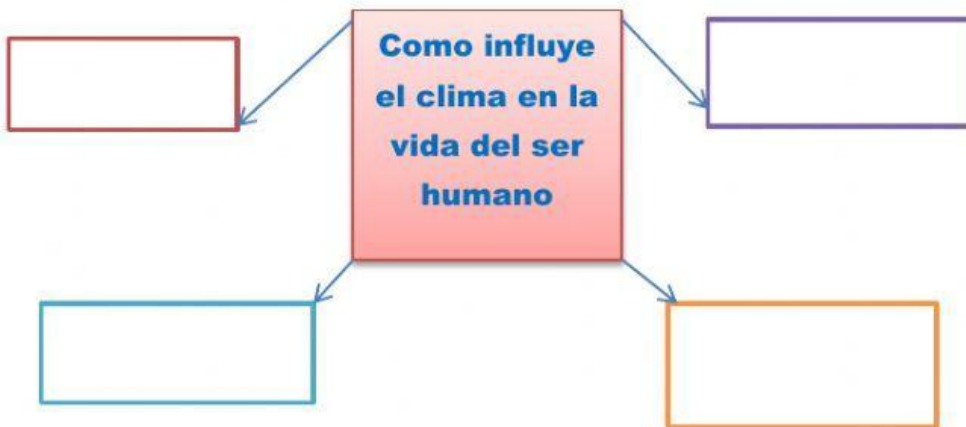 Como influye
el clima en la
vida del ser
humano